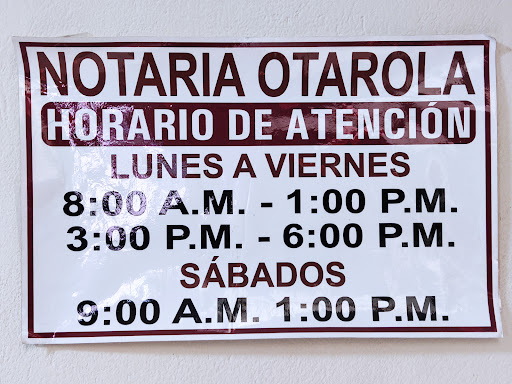 NOTARIA OTAROLA
HORARIO DE ATENCIÓN
LUNES A VIERNES
8:00 A.M. - 1:00 P.M.
3:00 P.M. - 6:00 P.M.
SÁBADOS
9:00 A.M. 1:00 P.M.